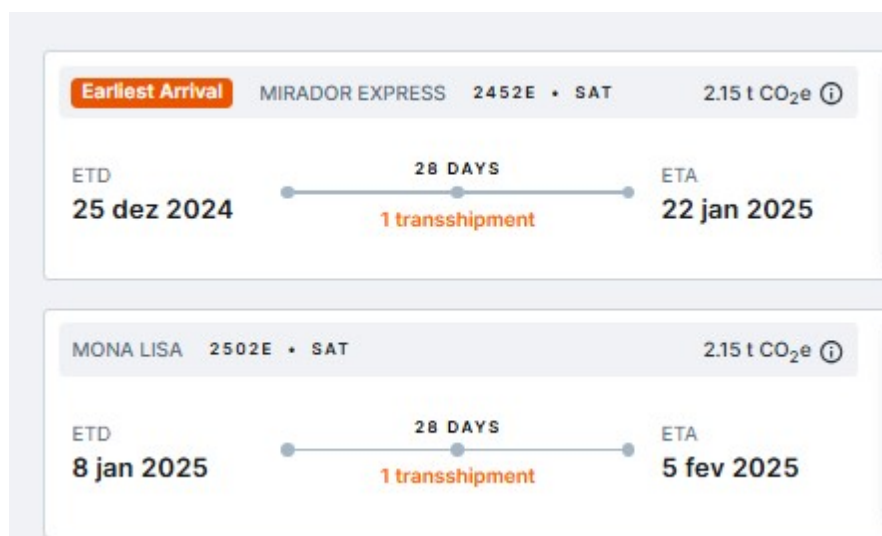 Earliest Arrival MIRADOR EXPRESS 2452E • SAT 2.15 t CO₂e
28 DAYS
ETD ETA
25 dez 2024 22 jan 2025
1 transshipment
MONA LISA 2502E • SAT 2.15 t CO₂e
28 DAYS
ETD ETA
8 jan 2025 5 fev 2025
1 transshipment